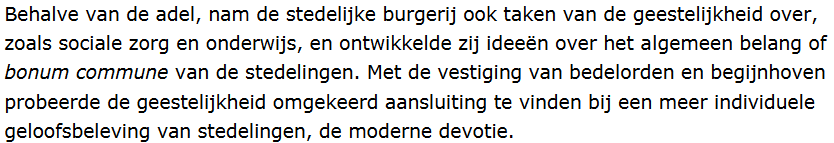 Behalve van de adel, nam de stedelijke burgerij ook taken van de geestelijkheid over,
zoals sociale zorg en onderwijs, en ontwikkelde zij ideeën over het algemeen belang of
bonum commune van de stedelingen. Met de vestiging van bedelorden en begijnhoven
probeerde de geestelijkheid omgekeerd aansluiting te vinden bij een meer individuele
geloofsbeleving van stedelingen, de moderne devotie.